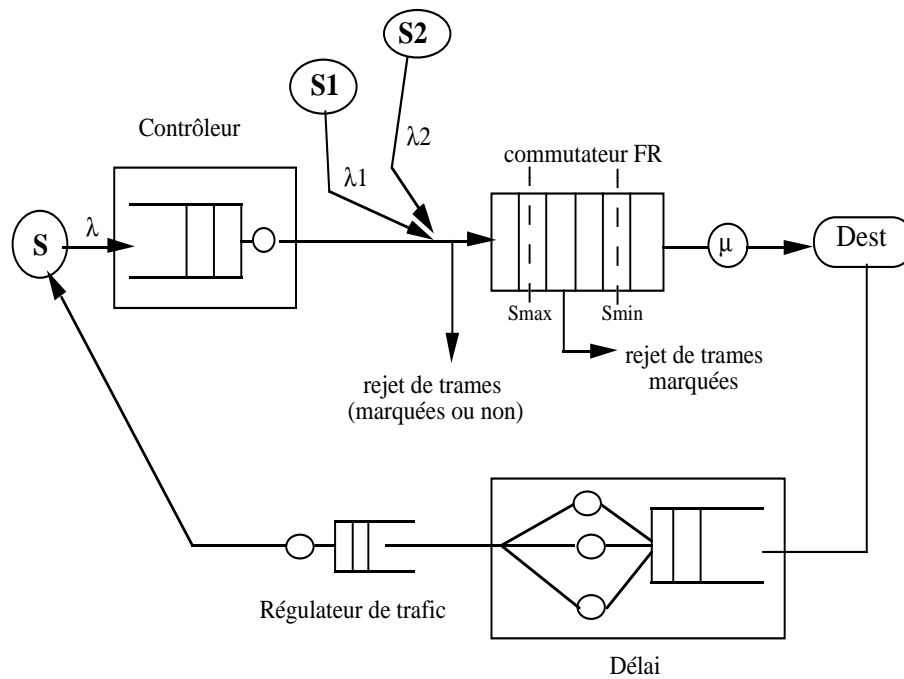 S2
S1
Contrôleur
λ2
commutateur FR
λ1
S
λ
μ
Dest
Smax
Smin
rejet de trames
marquées
rejet de trames
(marquées ou non)
Régulateur de trafic
Délai